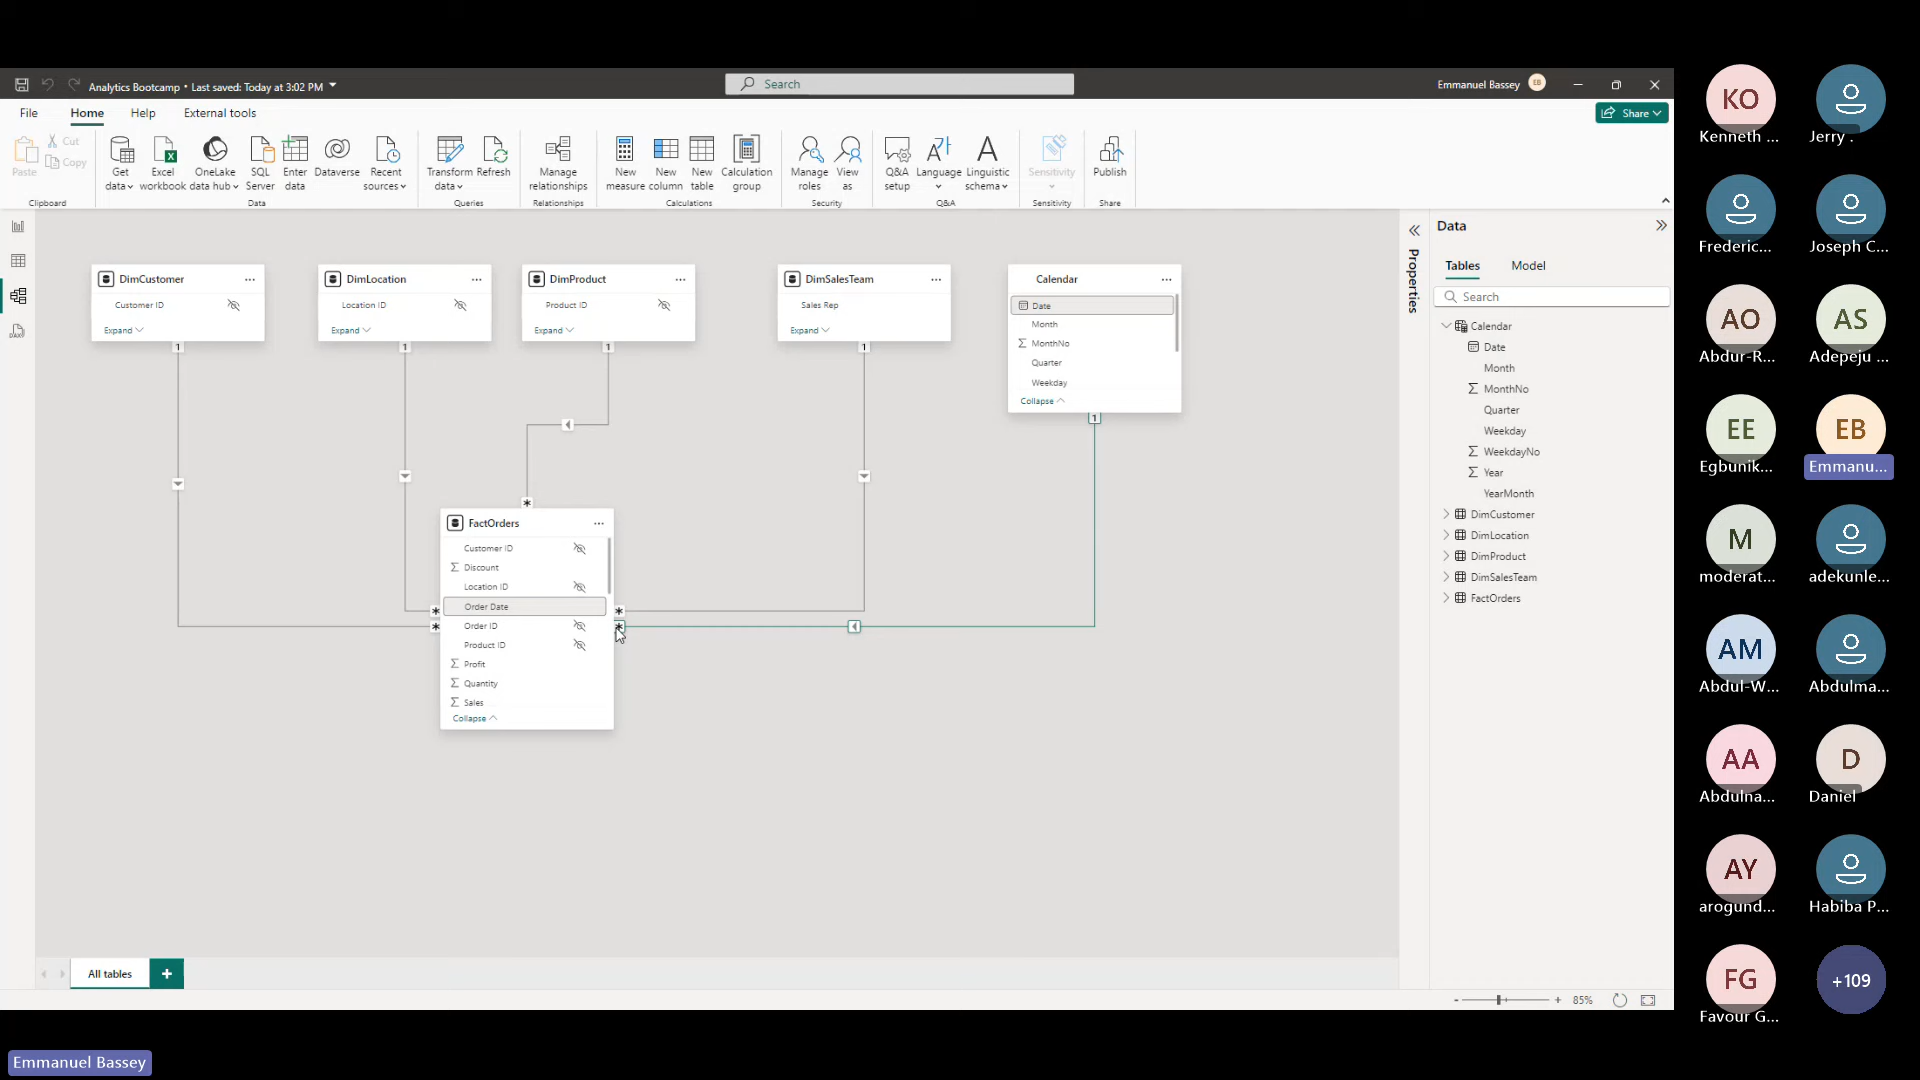 Analytics Bootcamp • Last saved: Today at 3:02 PM
Search
Emmanuel Bassey
EB
File
Home
Help
External tools
Share
Paste
Cut
Copy
Get data
Excel workbook
OneLake data hub
SQL Server
Enter data
Dataverse
Recent sources
Transform data
Refresh
Manage relationships
New measure
New column
New table
Calculation group
Manage roles
View as
Q&A setup
Language
Linguistic schema
Sensitivity
Publish
Clipboard
Data
Queries
Relationships
Calculations
Security
Q&A
Sensitivity
Share
DimCustomer
Customer ID
Expand
1
DimLocation
Location ID
Expand
1
DimProduct
Product ID
Expand
1
DimSalesTeam
Sales Rep
Expand
1
Calendar
Date
Month
MonthNo
Quarter
Weekday
Collapse
1
FactOrders
Customer ID
Discount
Location ID
Order Date
Order ID
Product ID
Profit
Quantity
Sales
Collapse
Properties
Data
Tables
Model
Search
Calendar
Date
Month
MonthNo
Quarter
Weekday
WeekdayNo
Year
YearMonth
DimCustomer
DimLocation
DimProduct
DimSalesTeam
FactOrders
All tables
+
- + 85%
KO
Kenneth ...
Jerry .
Frederic...
Joseph C...
AO
Abdur-R...
AS
Adepeju ...
EE
Egbunik...
EB
Emmanu...
M
moderat...
adekunle...
AM
Abdul-W...
Abdulma...
AA
Abdulna...
D
Daniel
AY
arogund...
Habiba P...
FG
Favour G...
+109
Emmanuel Bassey